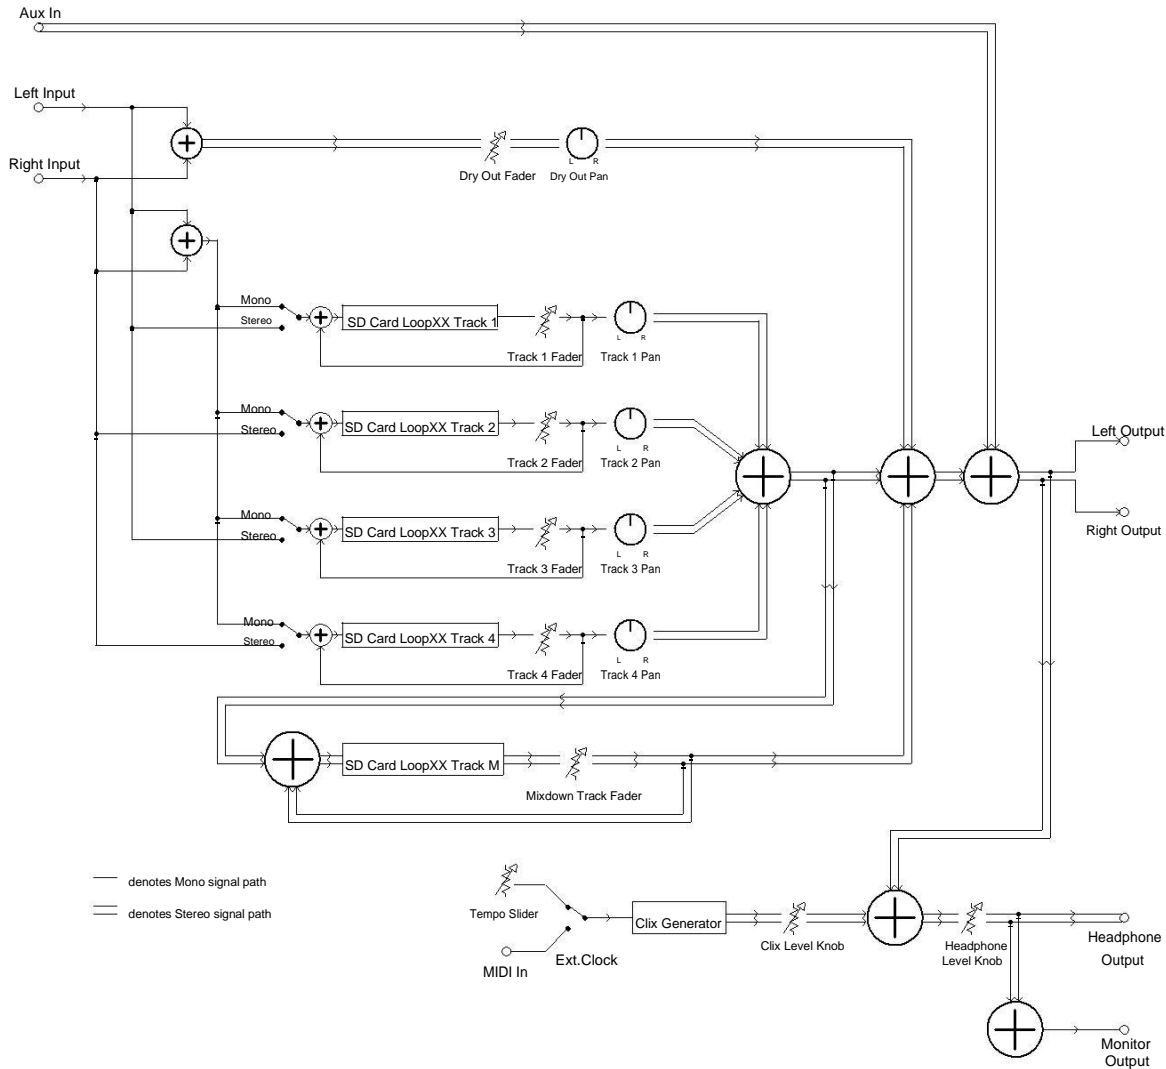 Aux In
Left Input
Right Input
L R
Dry Out Fader Dry Out Pan
Mono
Stereo
SD Card LoopXX Track 1
L R
Track 1 Fader Track 1 Pan
Mono
Stereo
SD Card LoopXX Track 2
L R
Track 2 Fader Track 2 Pan
Left Output
Mono
Stereo
SD Card LoopXX Track 3
L R
Track 3 Fader Track 3 Pan
Right Output
Mono
Stereo
SD Card LoopXX Track 4
L R
Track 4 Fader Track 4 Pan
SD Card LoopXX Track M
Mixdown Track Fader
denotes Mono signal path
denotes Stereo signal path
Tempo Slider
MIDI In
Ext.Clock
Clix Generator
Clix Level Knob
Headphone
Level Knob
Headphone
Output
Monitor
Output